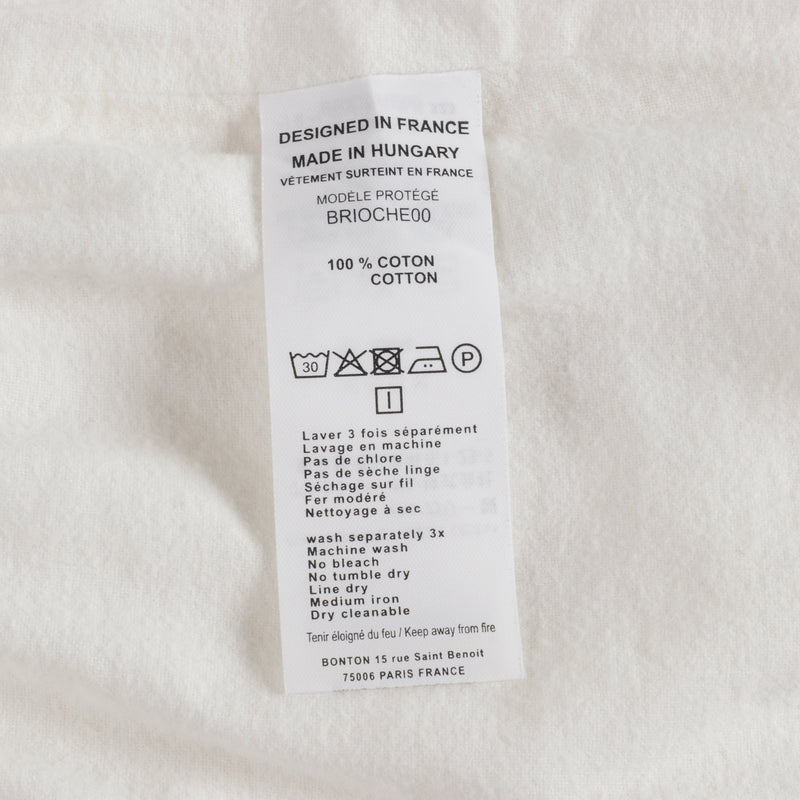 DESIGNED IN FRANCE
MADE IN HUNGARY
VÊTEMENT SURTEINT EN FRANCE
MODÈLE PROTÉGÉ
BRIOCHE00
100 % COTON
COTTON
30 P
Laver 3 fois séparément
Lavage en machine
Pas de chlore
Pas de sèche linge
Séchage sur fil
Fer modéré
Nettoyage à sec
wash separately 3x
Machine wash
No bleach
No tumble dry
Line dry
Medium iron
Dry cleanable
Tenir éloigné du feu / Keep away from fire
BONTON 15 rue Saint Benoit
75006 PARIS FRANCE